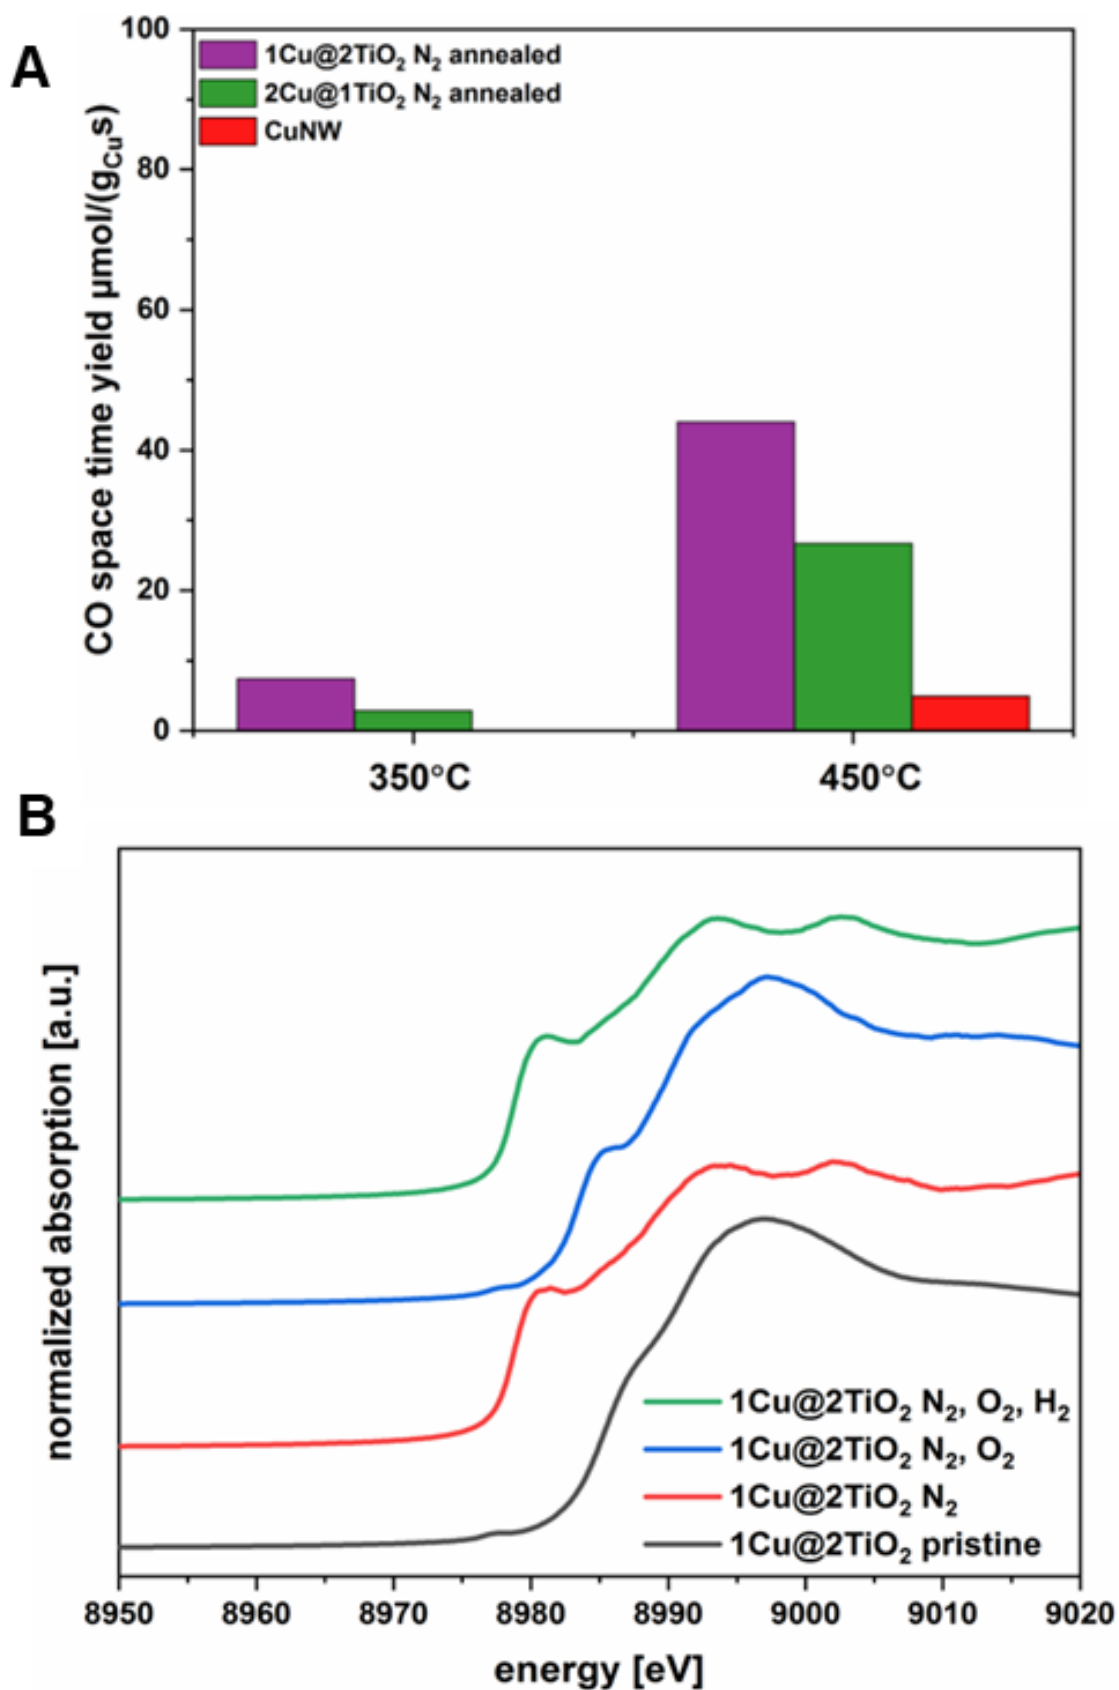 A
100
80
60
40
20
0
CO space time yield μmol/(g_Cu s)
1Cu@2TiO₂ N₂ annealed
2Cu@1TiO₂ N₂ annealed
CuNW
350°C
450°C
B
normalized absorption [a.u.]
1Cu@2TiO₂ N₂, O₂, H₂
1Cu@2TiO₂ N₂, O₂
1Cu@2TiO₂ N₂
1Cu@2TiO₂ pristine
8950 8960 8970 8980 8990 9000 9010 9020
energy [eV]